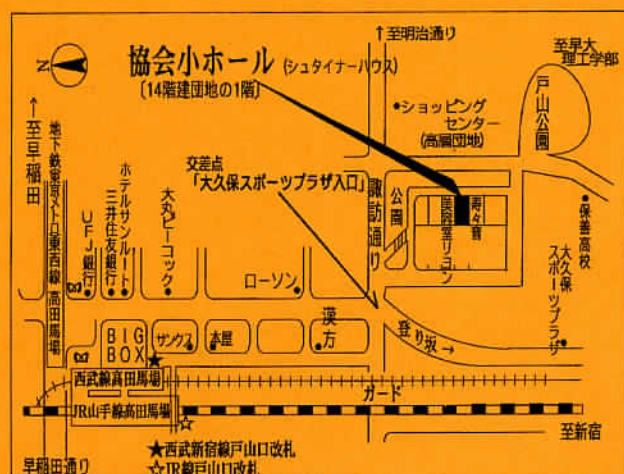 ↑至明治通り
至早大
理工学部
N
協会小ホール (シュタイナーハウス)
〔14階建団地の1階〕
戸山公園
•ショッピング
センター
(高層団地)
↑至早稲田
地下鉄東京メトロ東西線 高田馬場
UFJ銀行
三井住友銀行
ホテルサンルート
大丸ピーコック
交差点
「大久保スポーツプラザ入口」
諏訪通り
公園
美容室リヨン
寿々音
保善高校
大久保スポーツプラザ
ローソン
BIG
BOX
サンクス
本屋
漢方
登り坂→
西武線高田馬場
ガード
JR山手線高田馬場
至新宿
★西武新宿線戸山口改札
早稲田通り
☆JR線戸山口改札